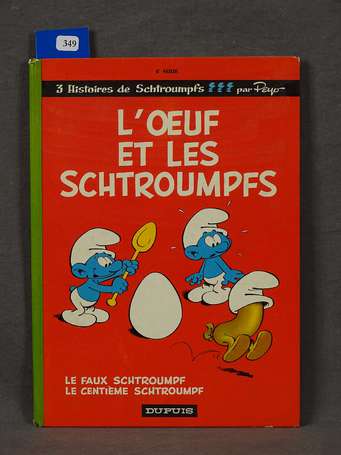 349
4e SÉRIE
3 Histoires de Schtroumpfs par Peyo
L'OEUF
ET LES
SCHTROUMPFS
LE FAUX SCHTROUMPF
LE CENTIÈME SCHTROUMPF
DUPUIS